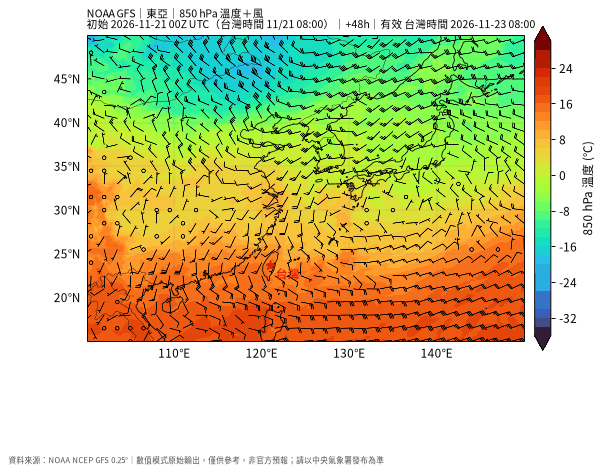 NOAA GFS｜東亞｜850 hPa 溫度＋風
初始 2026-11-21 00Z UTC（台灣時間 11/21 08:00）｜+48h｜有效 台灣時間 2026-11-23 08:00
45°N
40°N
35°N
30°N
25°N
20°N
110°E
120°E
130°E
140°E
台灣
24
16
8
0
-8
-16
-24
-32
850 hPa 溫度 (°C)
資料來源：NOAA NCEP GFS 0.25°｜數值模式原始輸出，僅供參考，非官方預報；請以中央氣象署發布為準